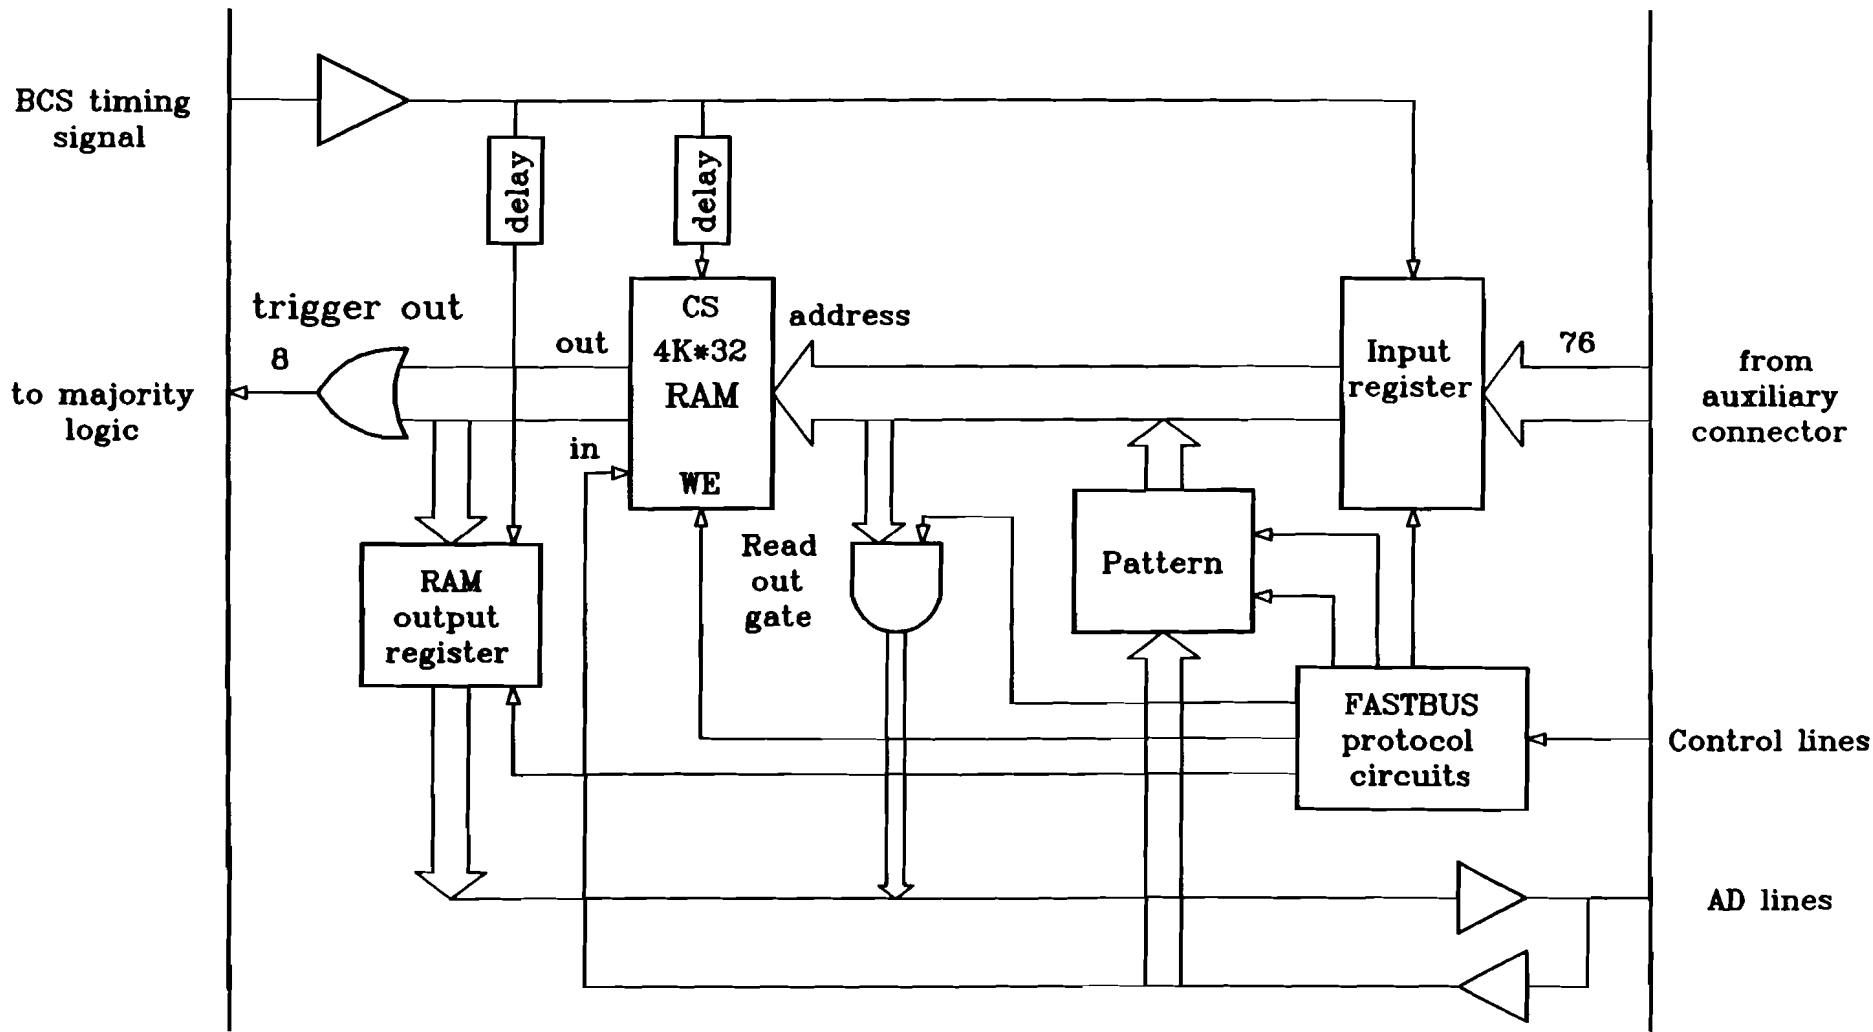 BCS timing
signal
delay
delay
trigger out
8
to majority
logic
out
in
CS
4K*32
RAM
WE
address
Input
register
76
from
auxiliary
connector
Read
out
gate
Pattern
RAM
output
register
FASTBUS
protocol
circuits
Control lines
AD lines